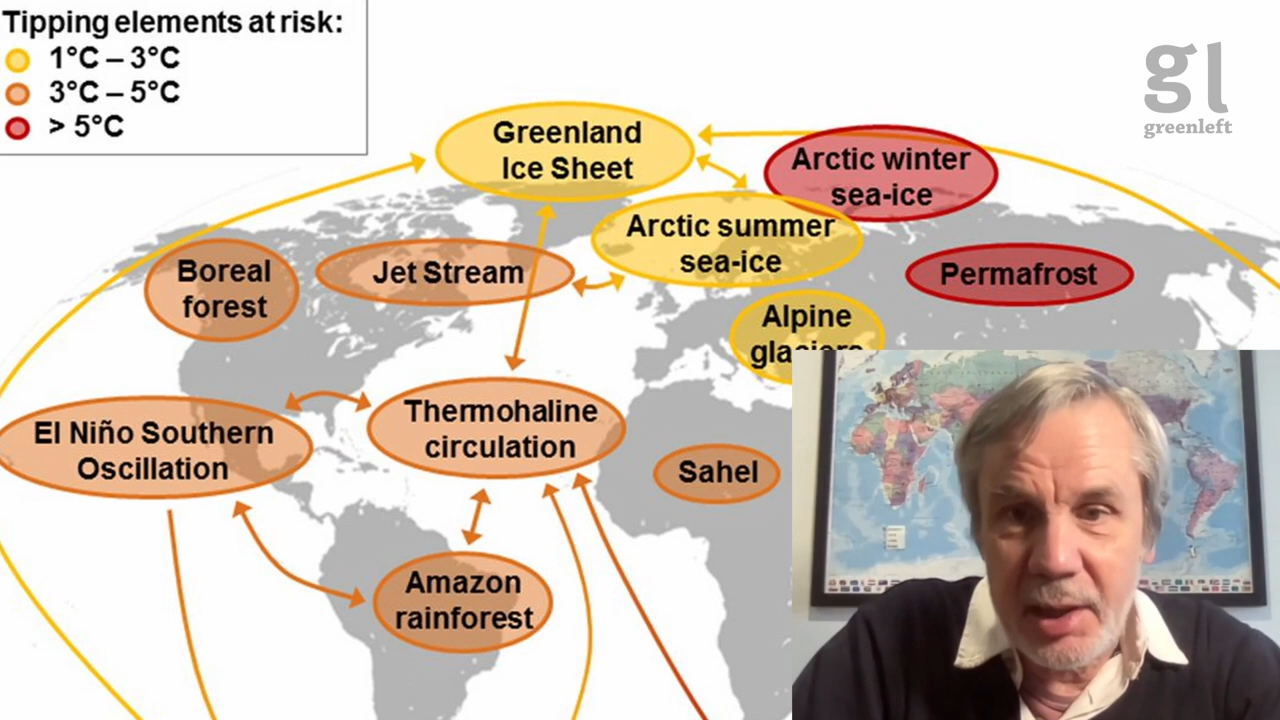 Tipping elements at risk:
1°C – 3°C
3°C – 5°C
> 5°C
gl
greenleft
Greenland
Ice Sheet
Arctic winter
sea-ice
Arctic summer
sea-ice
Boreal
forest
Jet Stream
Permafrost
Alpine
glaciers
Thermohaline
circulation
El Niño Southern
Oscillation
Sahel
Amazon
rainforest